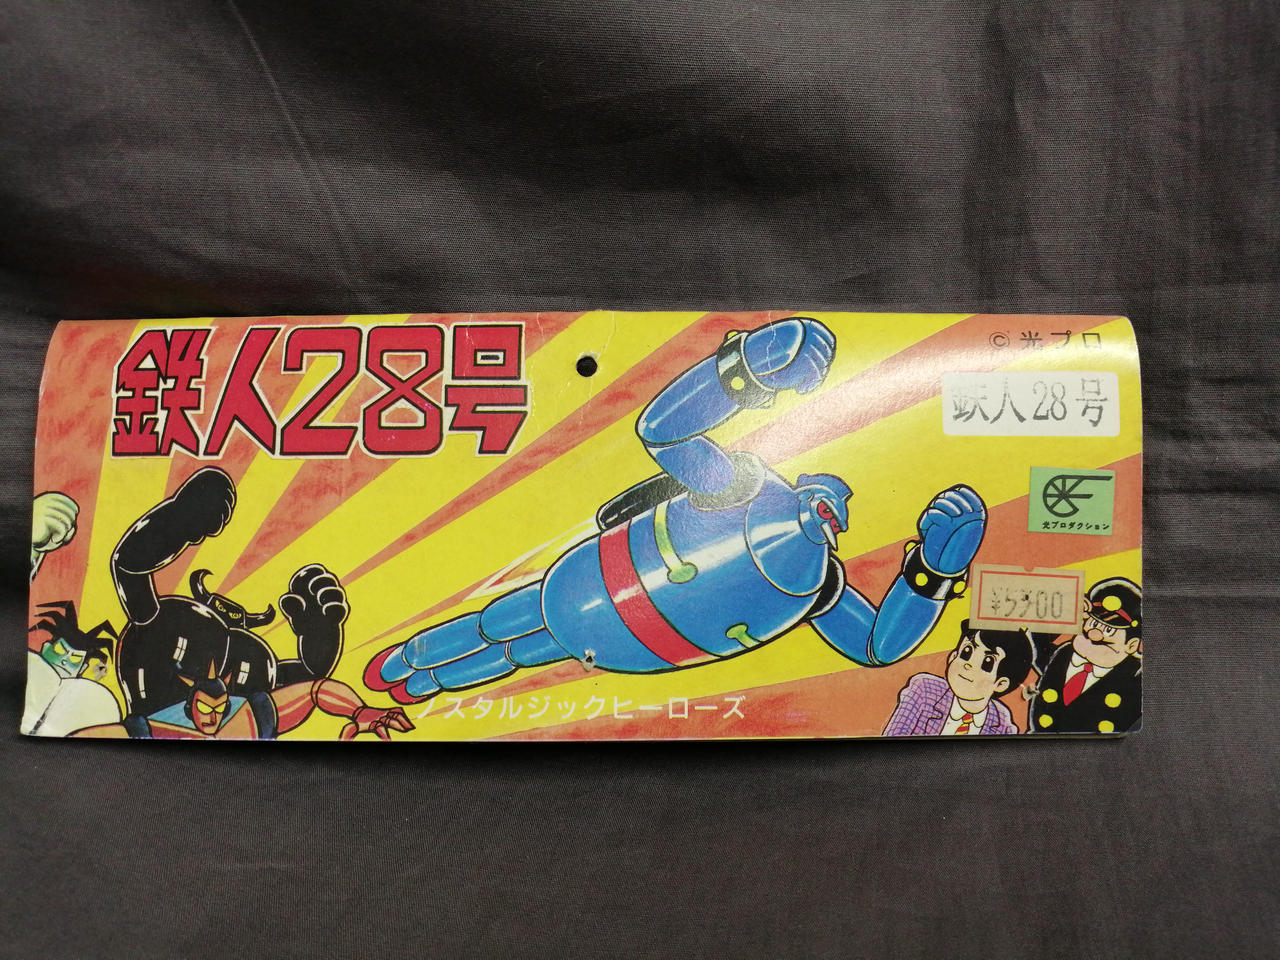 鉄人28号
©光プロ
鉄人28号
光プロダクション
¥5900
ノスタルジックヒーローズ